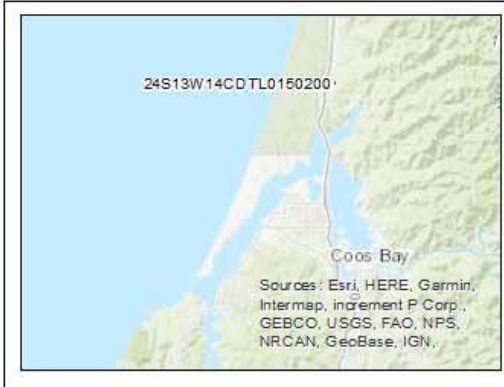 24S13W14CDTL0150200
Coos Bay
Sources: Esri, HERE, Garmin,
Intermap, increment P Corp.,
GEBCO, USGS, FAO, NPS,
NRCAN, GeoBase, IGN,